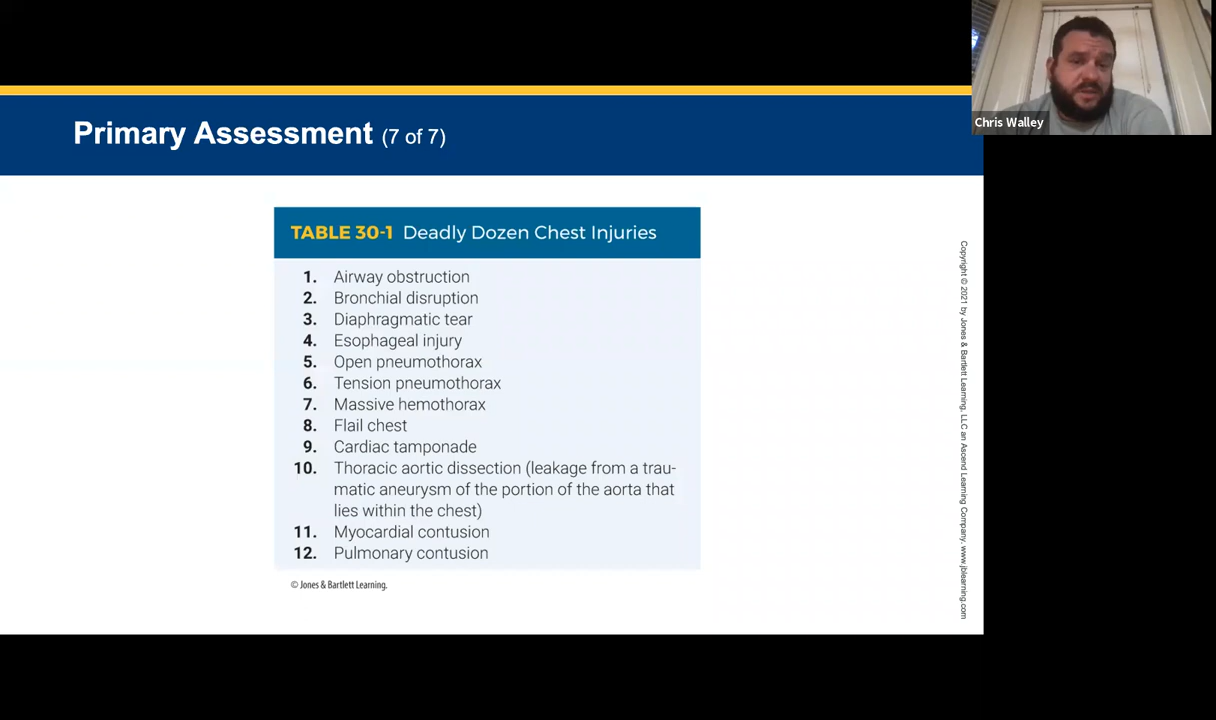 Primary Assessment (7 of 7)
Chris Walley
TABLE 30-1 Deadly Dozen Chest Injuries
1. Airway obstruction
2. Bronchial disruption
3. Diaphragmatic tear
4. Esophageal injury
5. Open pneumothorax
6. Tension pneumothorax
7. Massive hemothorax
8. Flail chest
9. Cardiac tamponade
10. Thoracic aortic dissection (leakage from a trau-
matic aneurysm of the portion of the aorta that
lies within the chest)
11. Myocardial contusion
12. Pulmonary contusion
© Jones & Bartlett Learning.
Copyright © 2021 by Jones & Bartlett Learning, LLC an Ascend Learning Company. www.jblearning.com